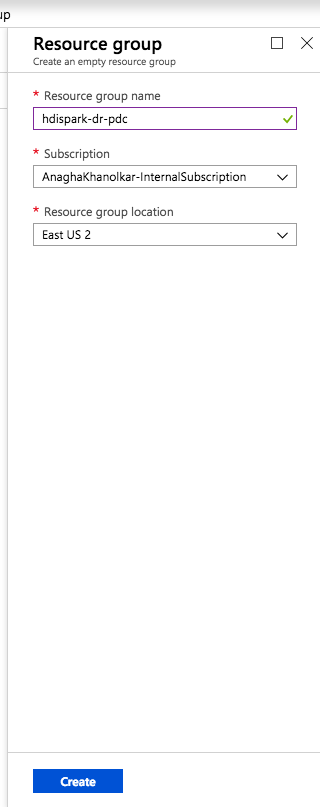 up
Resource group
Create an empty resource group
* Resource group name
hdispark-dr-pdc
* Subscription
AnaghaKhanolkar-InternalSubscription
* Resource group location
East US 2
Create